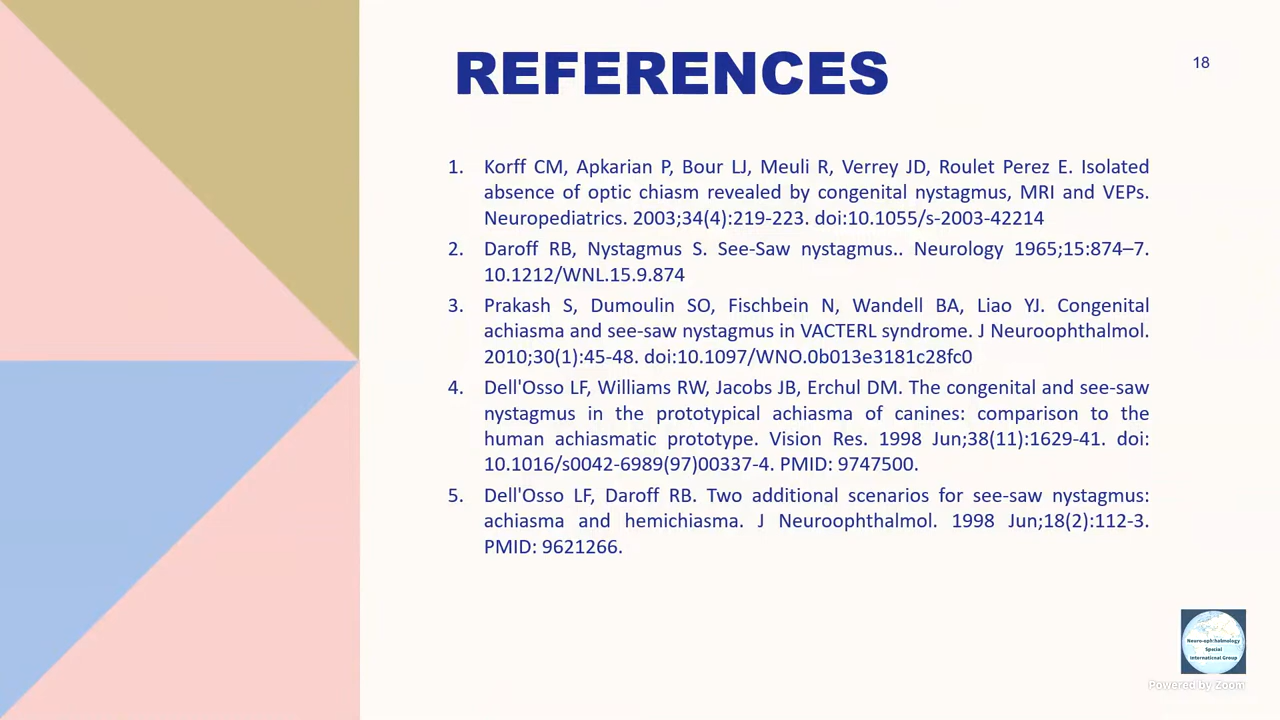 REFERENCES
18
1. Korff CM, Apkarian P, Bour LJ, Meuli R, Verrey JD, Roulet Perez E. Isolated
absence of optic chiasm revealed by congenital nystagmus, MRI and VEPs.
Neuropediatrics. 2003;34(4):219-223. doi:10.1055/s-2003-42214
2. Daroff RB, Nystagmus S. See-Saw nystagmus.. Neurology 1965;15:874–7.
10.1212/WNL.15.9.874
3. Prakash S, Dumoulin SO, Fischbein N, Wandell BA, Liao YJ. Congenital
achiasma and see-saw nystagmus in VACTERL syndrome. J Neuroophthalmol.
2010;30(1):45-48. doi:10.1097/WNO.0b013e3181c28fc0
4. Dell'Osso LF, Williams RW, Jacobs JB, Erchul DM. The congenital and see-saw
nystagmus in the prototypical achiasma of canines: comparison to the
human achiasmatic prototype. Vision Res. 1998 Jun;38(11):1629-41. doi:
10.1016/s0042-6989(97)00337-4. PMID: 9747500.
5. Dell'Osso LF, Daroff RB. Two additional scenarios for see-saw nystagmus:
achiasma and hemichiasma. J Neuroophthalmol. 1998 Jun;18(2):112-3.
PMID: 9621266.
Neuro-ophthalmology
Special
International Group
Powered by Zoom